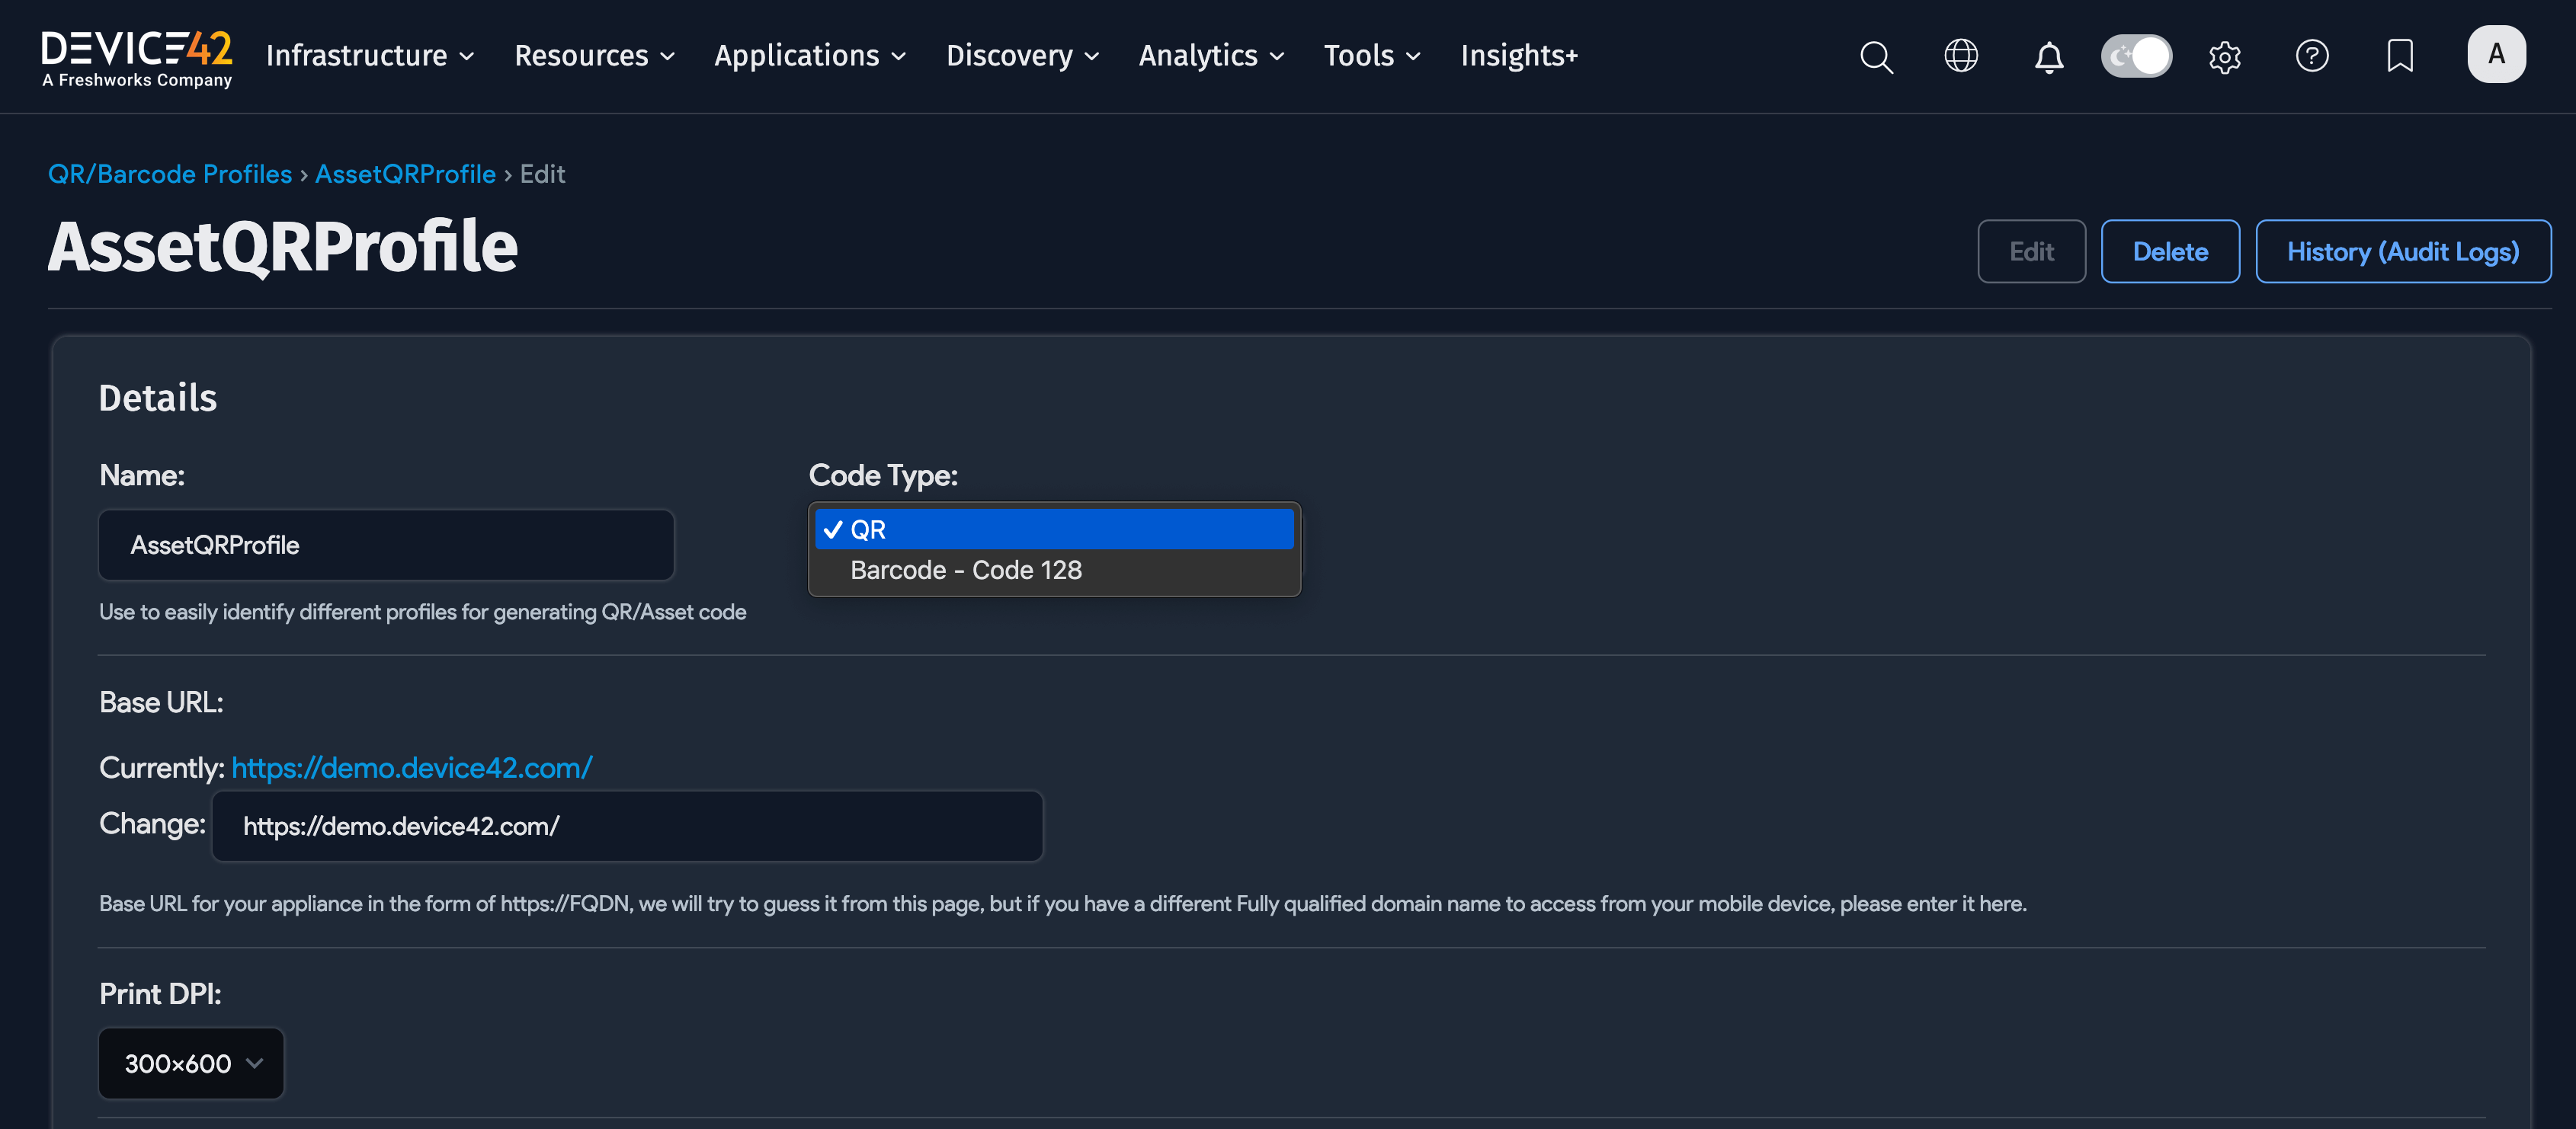 DEVICE42
A Freshworks Company
Infrastructure Resources Applications Discovery Analytics Tools Insights+
A
QR/Barcode Profiles › AssetQRProfile › Edit
AssetQRProfile
Edit Delete History (Audit Logs)
Details
Name: Code Type:
AssetQRProfile
✓ QR
Barcode - Code 128
Use to easily identify different profiles for generating QR/Asset code
Base URL:
Currently: https://demo.device42.com/
Change: https://demo.device42.com/
Base URL for your appliance in the form of https://FQDN, we will try to guess it from this page, but if you have a different Fully qualified domain name to access from your mobile device, please enter it here.
Print DPI:
300×600